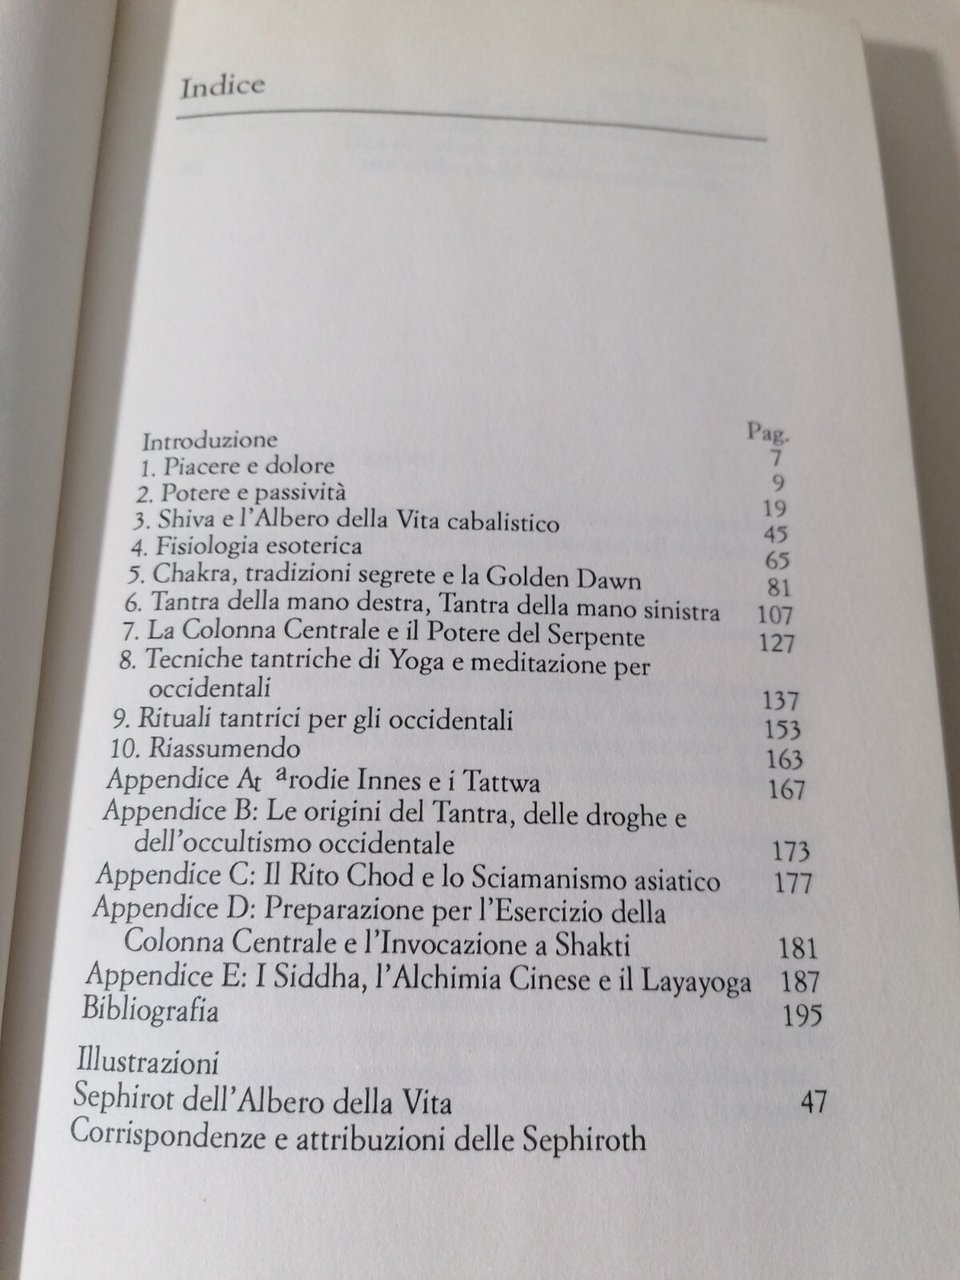 Indice
Pag.
Introduzione 7
1. Piacere e dolore 9
2. Potere e passività 19
3. Shiva e l'Albero della Vita cabalistico 45
4. Fisiologia esoterica 65
5. Chakra, tradizioni segrete e la Golden Dawn 81
6. Tantra della mano destra, Tantra della mano sinistra 107
7. La Colonna Centrale e il Potere del Serpente 127
8. Tecniche tantriche di Yoga e meditazione per
occidentali 137
9. Rituali tantrici per gli occidentali 153
10. Riassumendo 163
Appendice At ªrodie Innes e i Tattwa 167
Appendice B: Le origini del Tantra, delle droghe e
dell'occultismo occidentale 173
Appendice C: Il Rito Chod e lo Sciamanismo asiatico 177
Appendice D: Preparazione per l'Esercizio della
Colonna Centrale e l'Invocazione a Shakti 181
Appendice E: I Siddha, l'Alchimia Cinese e il Layayoga 187
Bibliografia 195
Illustrazioni
Sephirot dell'Albero della Vita 47
Corrispondenze e attribuzioni delle Sephiroth